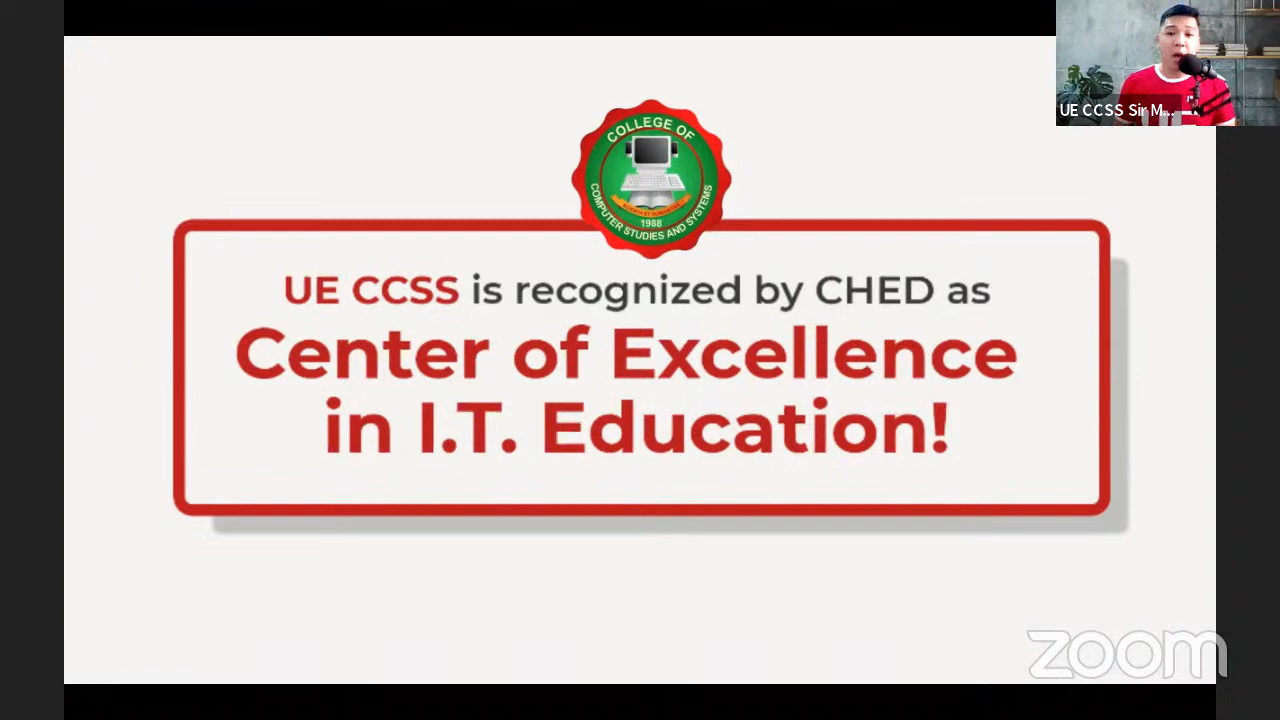 UE CCSS Sir M...
COLLEGE OF
COMPUTER STUDIES AND SYSTEMS
1988
UE CCSS is recognized by CHED as
Center of Excellence
in I.T. Education!
zoom